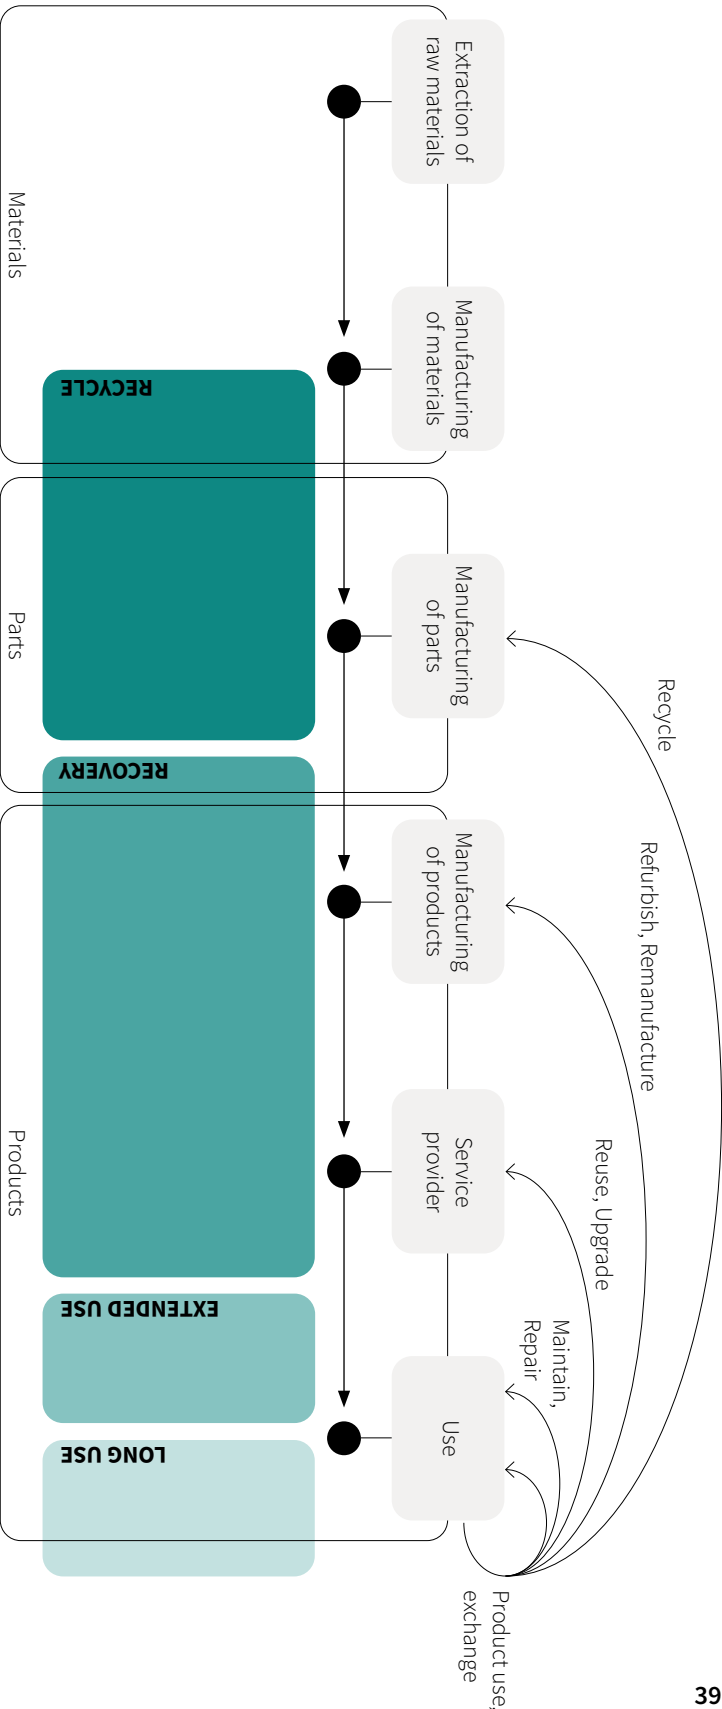 Extraction of
raw materials
Manufacturing
of materials
Manufacturing
of parts
Manufacturing
of products
Service
provider
Use
Recycle
Refurbish, Remanufacture
Reuse, Upgrade
Maintain,
Repair
Product use,
exchange
RECYCLE
RECOVERY
EXTENDED USE
LONG USE
Materials
Parts
Products
39